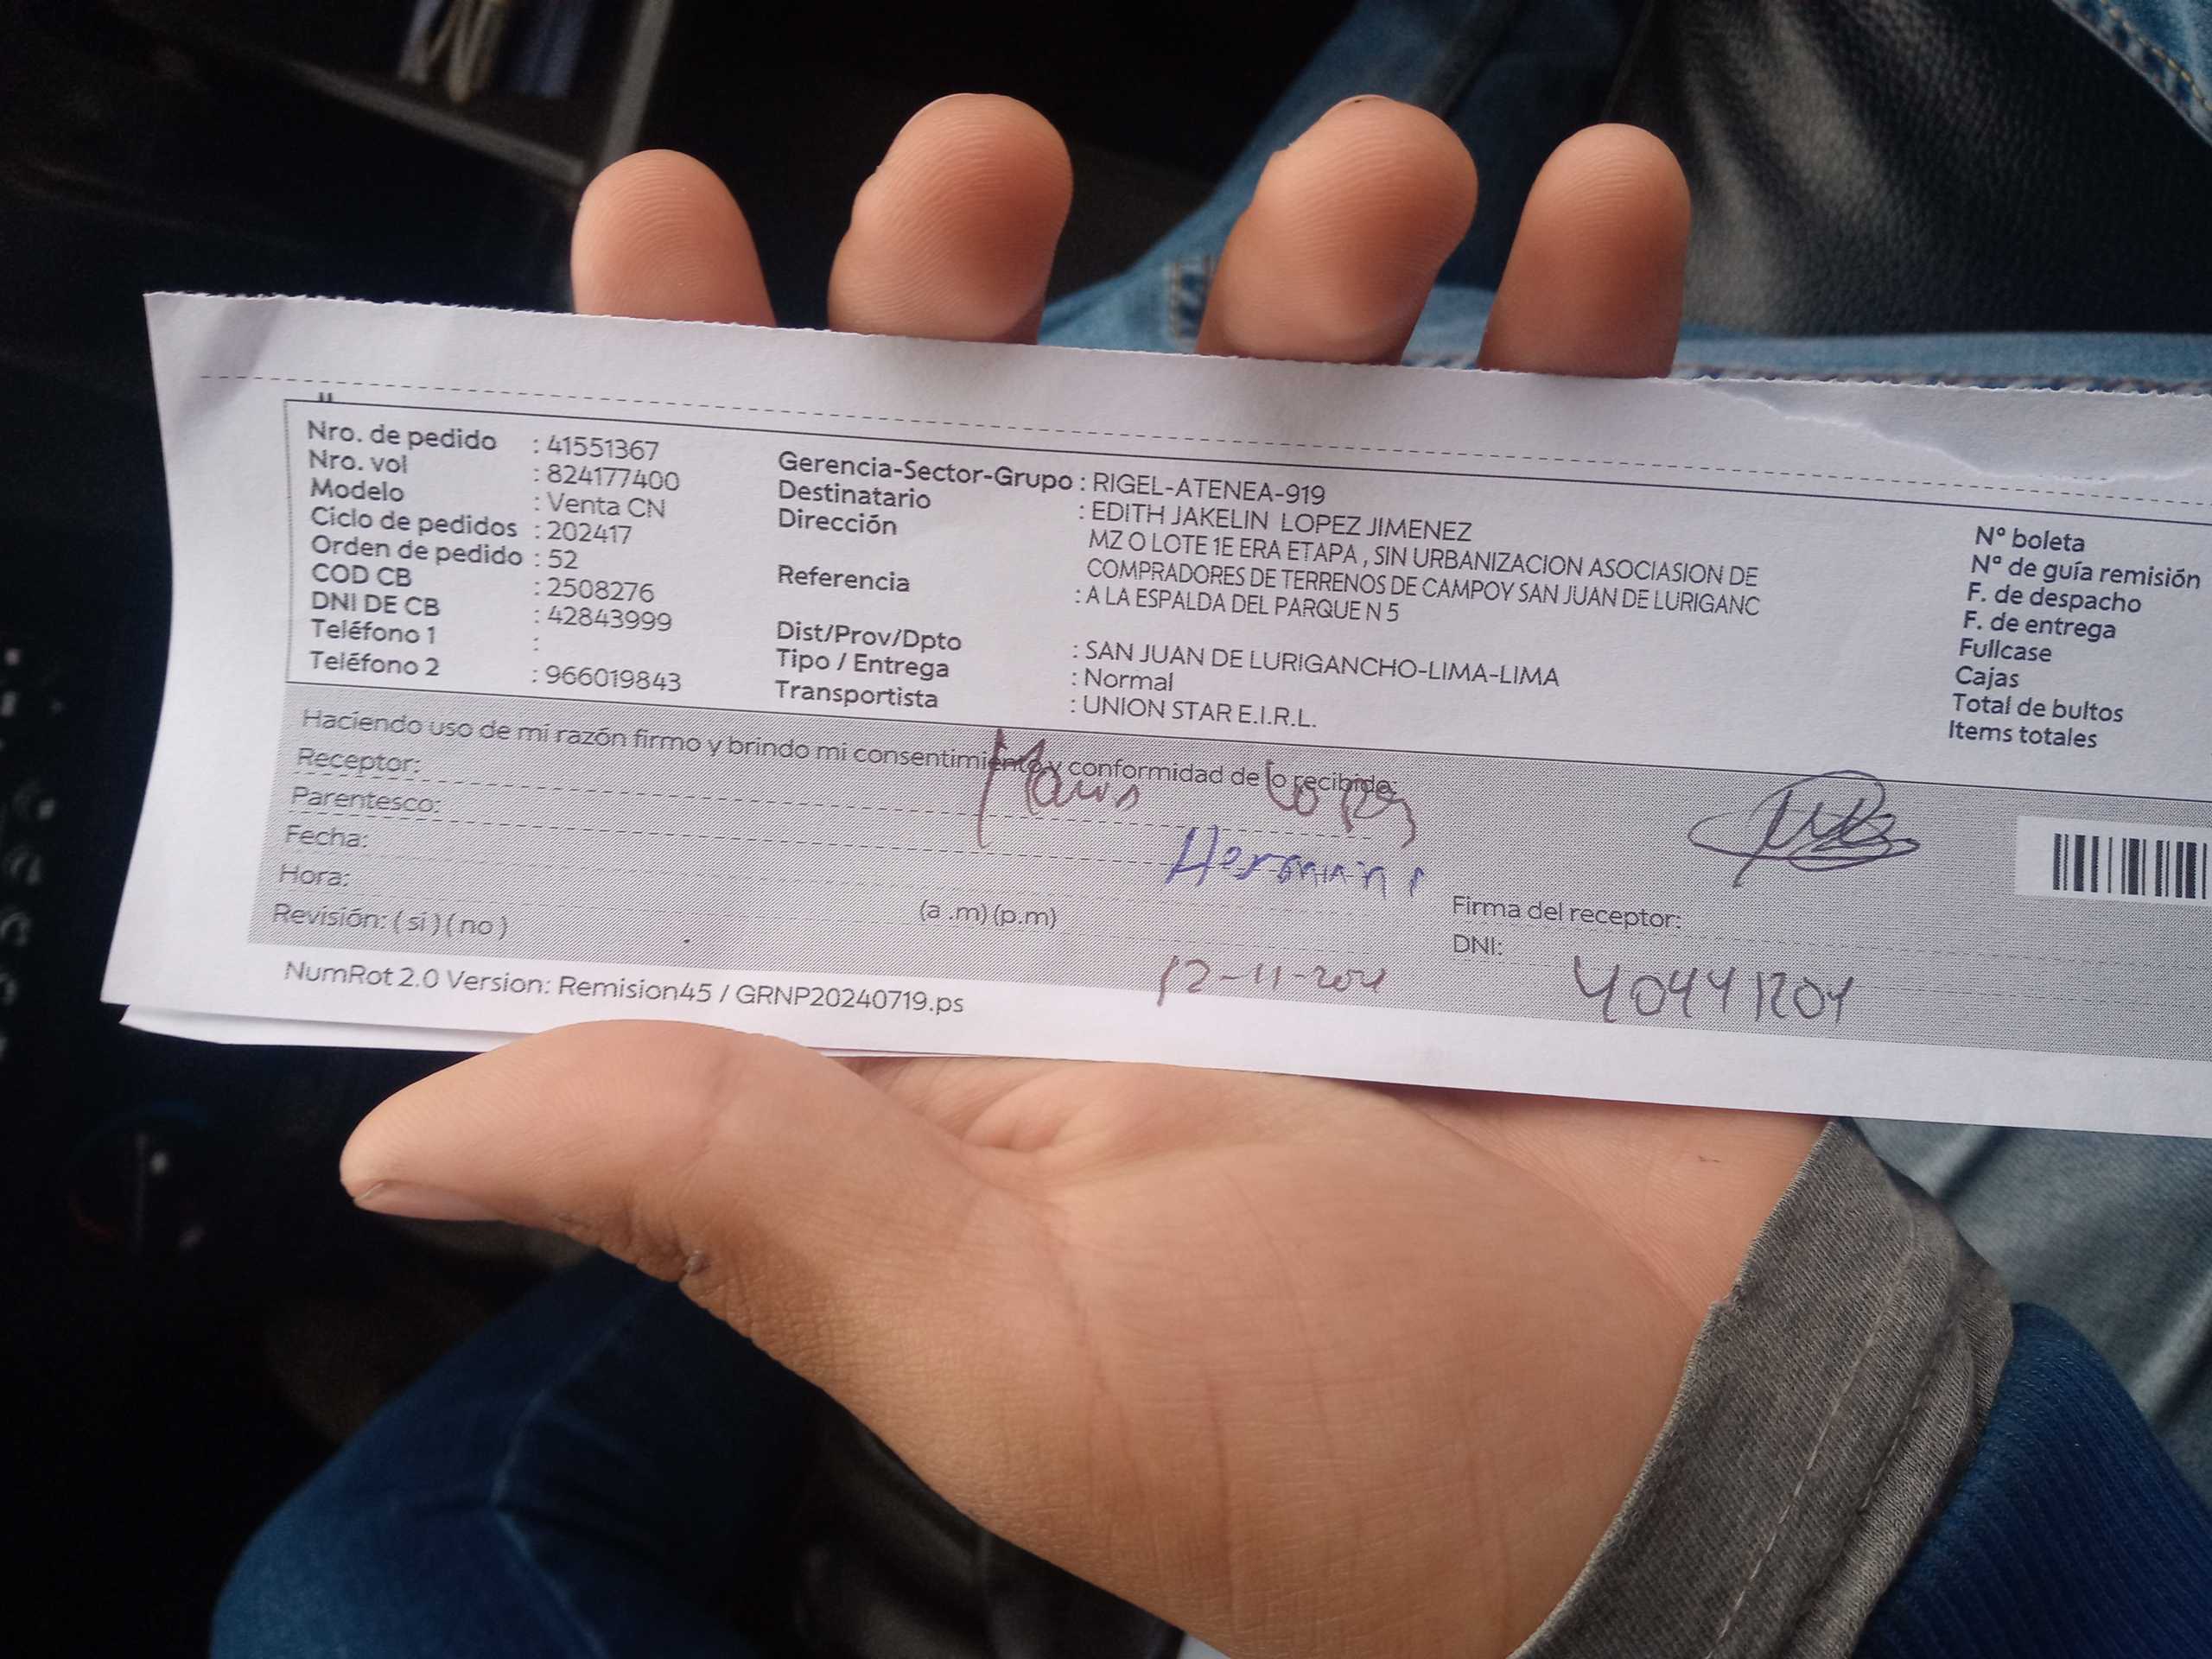 Nro. de pedido : 41551367
Nro. vol : 824177400
Modelo : Venta CN
Ciclo de pedidos : 202417
Orden de pedido : 52
COD CB : 2508276
DNI DE CB : 42843999
Teléfono 1 :
Teléfono 2 : 966019843
Gerencia-Sector-Grupo : RIGEL-ATENEA-919
Destinatario : EDITH JAKELIN LOPEZ JIMENEZ
Dirección MZ O LOTE 1E ERA ETAPA , SIN URBANIZACION ASOCIASION DE
COMPRADORES DE TERRENOS DE CAMPOY SAN JUAN DE LURIGANC
Referencia : A LA ESPALDA DEL PARQUE N 5
Dist/Prov/Dpto : SAN JUAN DE LURIGANCHO-LIMA-LIMA
Tipo / Entrega : Normal
Transportista : UNION STAR E.I.R.L.
Nº boleta
Nº de guía remisión
F. de despacho
F. de entrega
Fullcase
Cajas
Total de bultos
Items totales
Haciendo uso de mi razón firmo y brindo mi consentimiento y conformidad de lo recibido:
Receptor: Lopez
Parentesco:
Fecha:
Hora: (a .m) (p.m)
Revisión: ( si ) ( no )
12-11-
Firma del receptor:
DNI: 40441204
NumRot 2.0 Version: Remision45 / GRNP20240719.ps